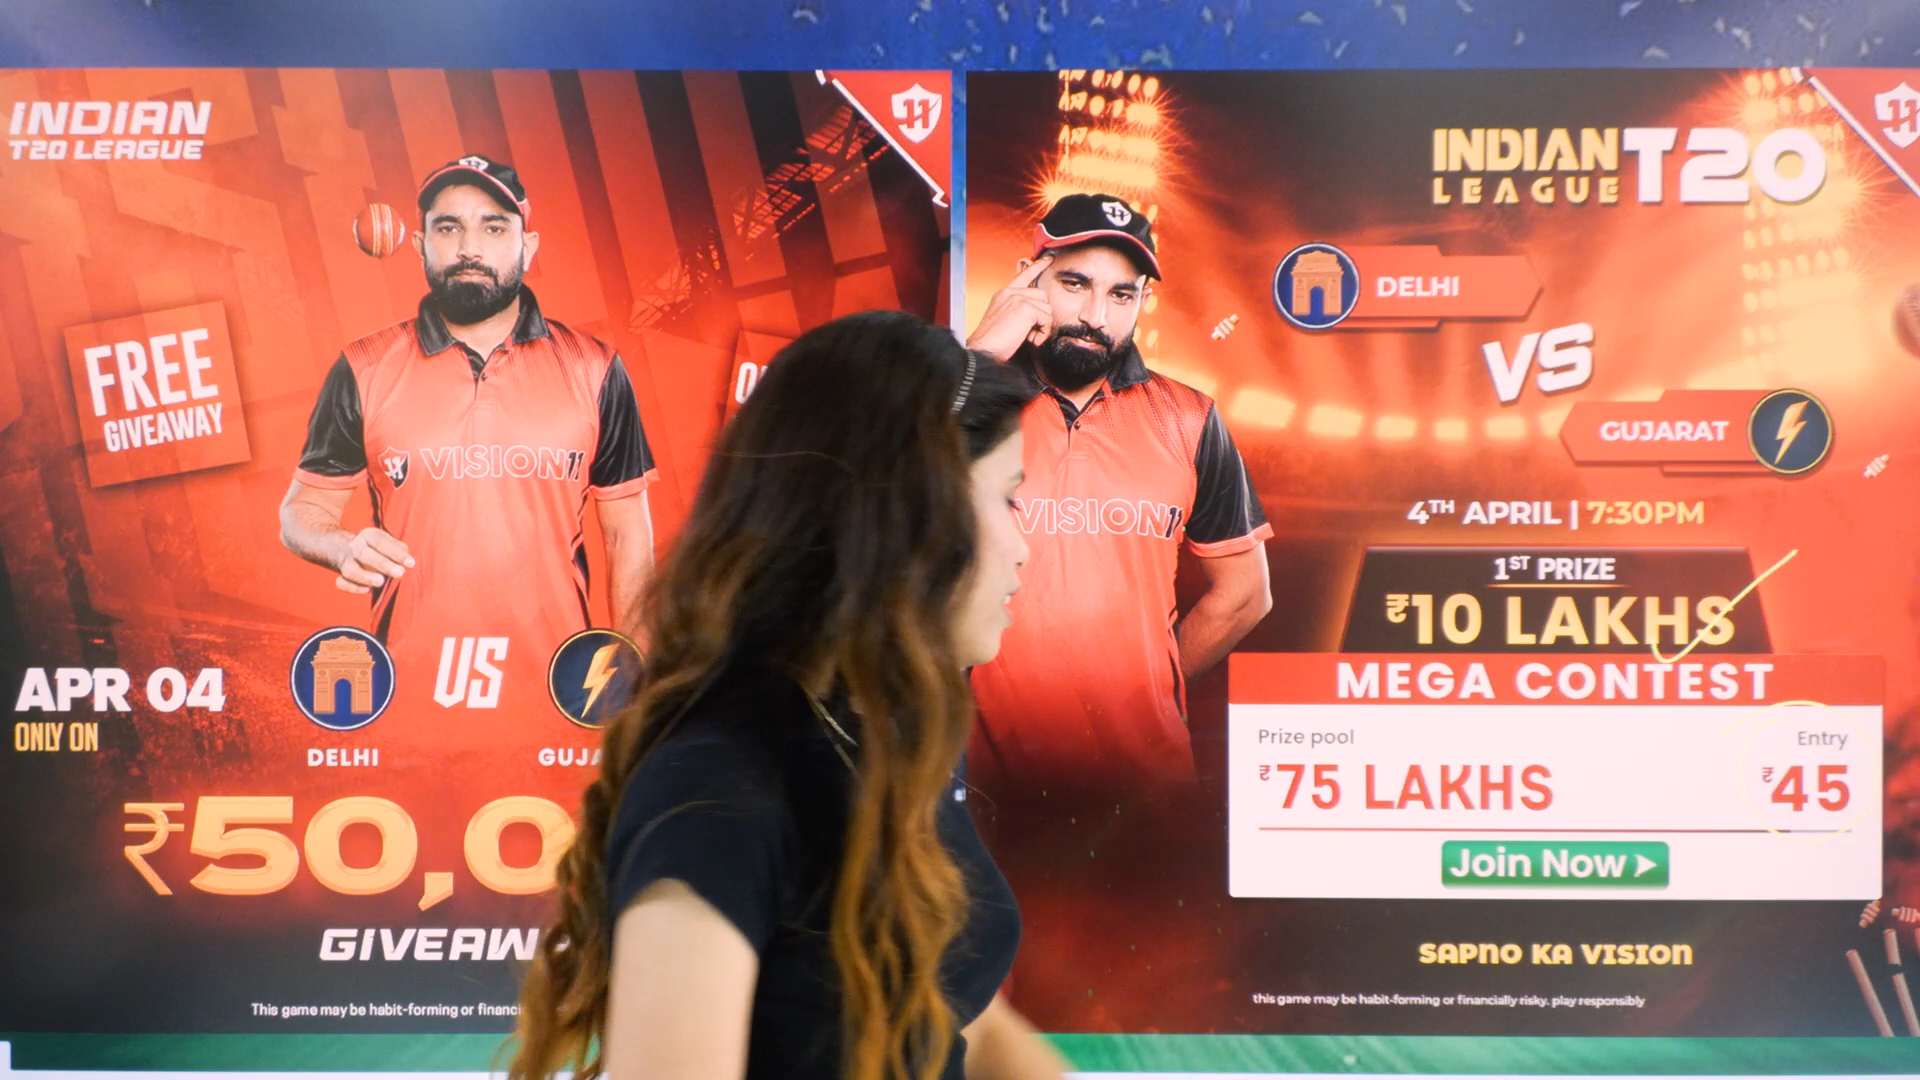 INDIAN
T20 LEAGUE
11
FREE
GIVEAWAY
VISION11
APR 04
ONLY ON
VS
DELHI
₹50,0
This game may be habit-forming or
INDIAN
LEAGUE
T20
11
DELHI
VS
GUJARAT
4TH APRIL | 7:30PM
1ST PRIZE
₹10 LAKHS
MEGA CONTEST
Prize pool
Entry
₹75 LAKHS
₹45
Join Now
VISION11
SAPNO KA VISION
this game may be habit-forming or financially risky. play responsibly